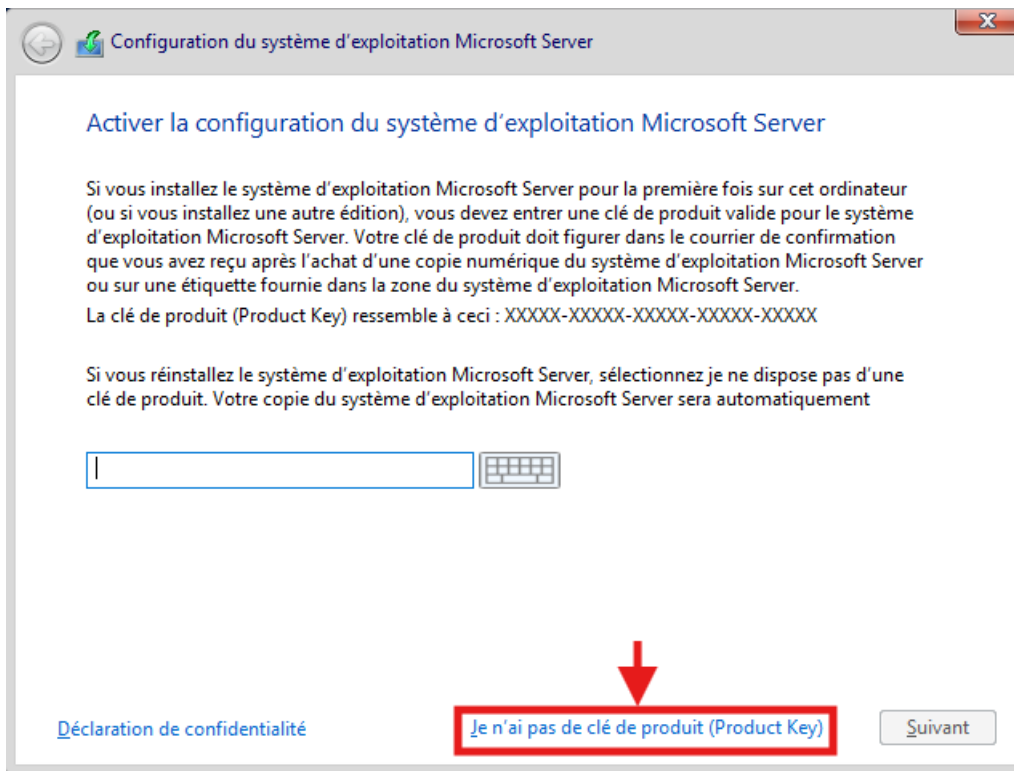 Configuration du système d’exploitation Microsoft Server
Activer la configuration du système d’exploitation Microsoft Server
Si vous installez le système d’exploitation Microsoft Server pour la première fois sur cet ordinateur
(ou si vous installez une autre édition), vous devez entrer une clé de produit valide pour le système
d’exploitation Microsoft Server. Votre clé de produit doit figurer dans le courrier de confirmation
que vous avez reçu après l’achat d’une copie numérique du système d’exploitation Microsoft Server
ou sur une étiquette fournie dans la zone du système d’exploitation Microsoft Server.
La clé de produit (Product Key) ressemble à ceci : XXXXX-XXXXX-XXXXX-XXXXX-XXXXX
Si vous réinstallez le système d’exploitation Microsoft Server, sélectionnez je ne dispose pas d’une
clé de produit. Votre copie du système d’exploitation Microsoft Server sera automatiquement
Déclaration de confidentialité
Je n’ai pas de clé de produit (Product Key)
Suivant